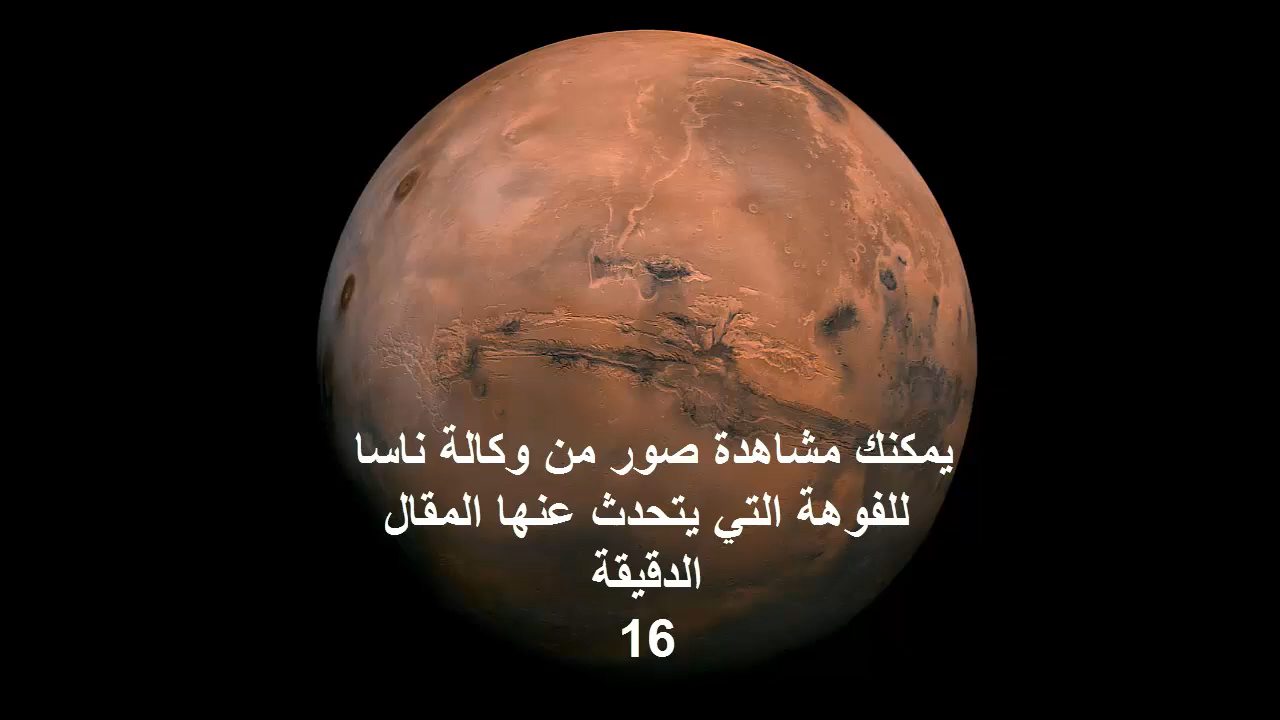 يمكنك مشاهدة صور من وكالة ناسا
للفوهة التي يتحدث عنها المقال
الدقيقة
16